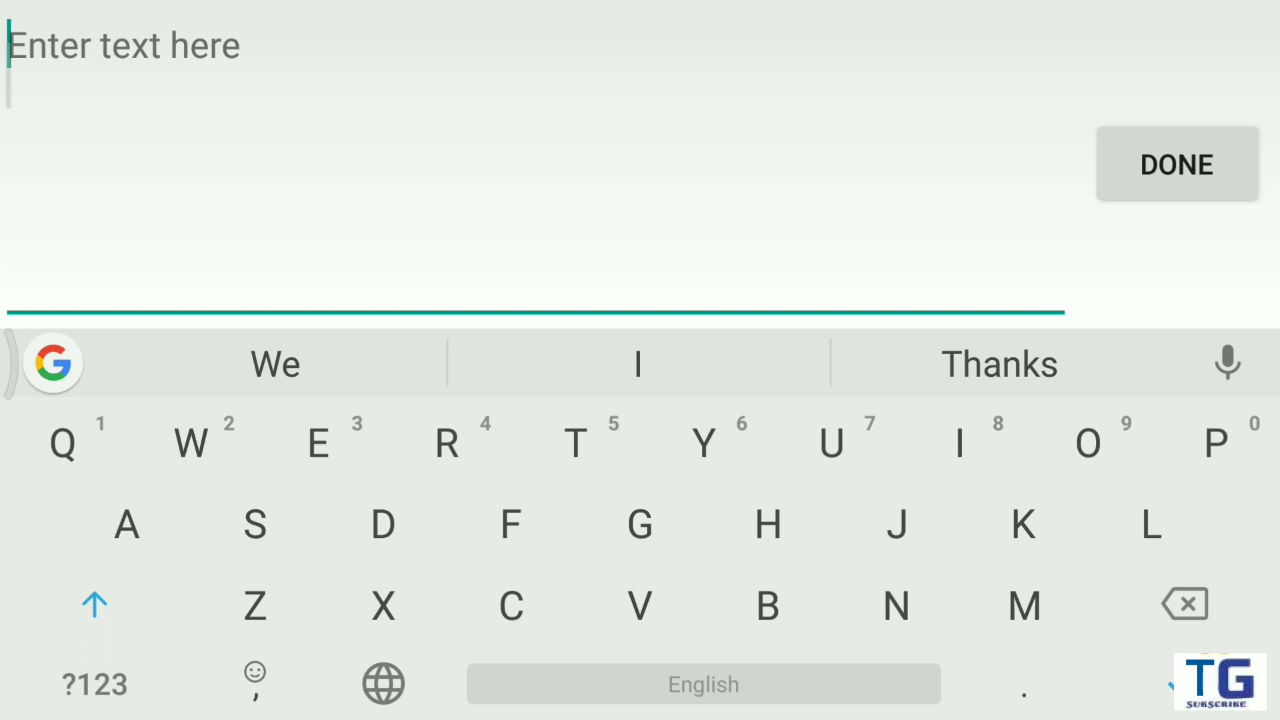 Enter text here
DONE
We I Thanks
Q 1 W 2 E 3 R 4 T 5 Y 6 U 7 I 8 O 9 P 0
A S D F G H J K L
Z X C V B N M
?123 , English .
TG
SUBSCRIBE